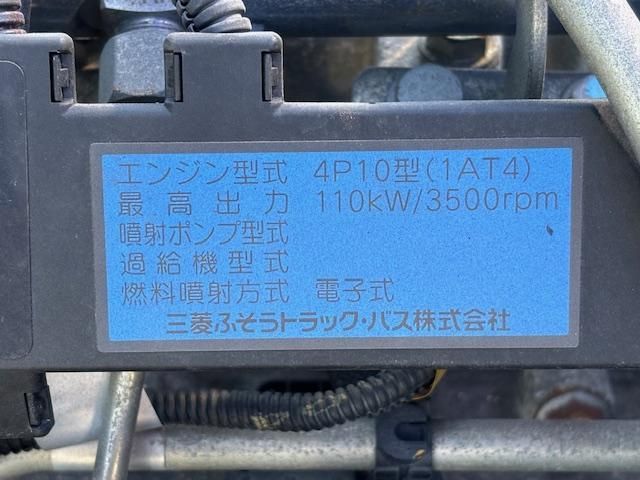 エンジン型式 4P10型(1AT4)
最高出力 110kW/3500rpm
噴射ポンプ型式
過給機型式
燃料噴射方式 電子式
三菱ふそうトラック・バス株式会社